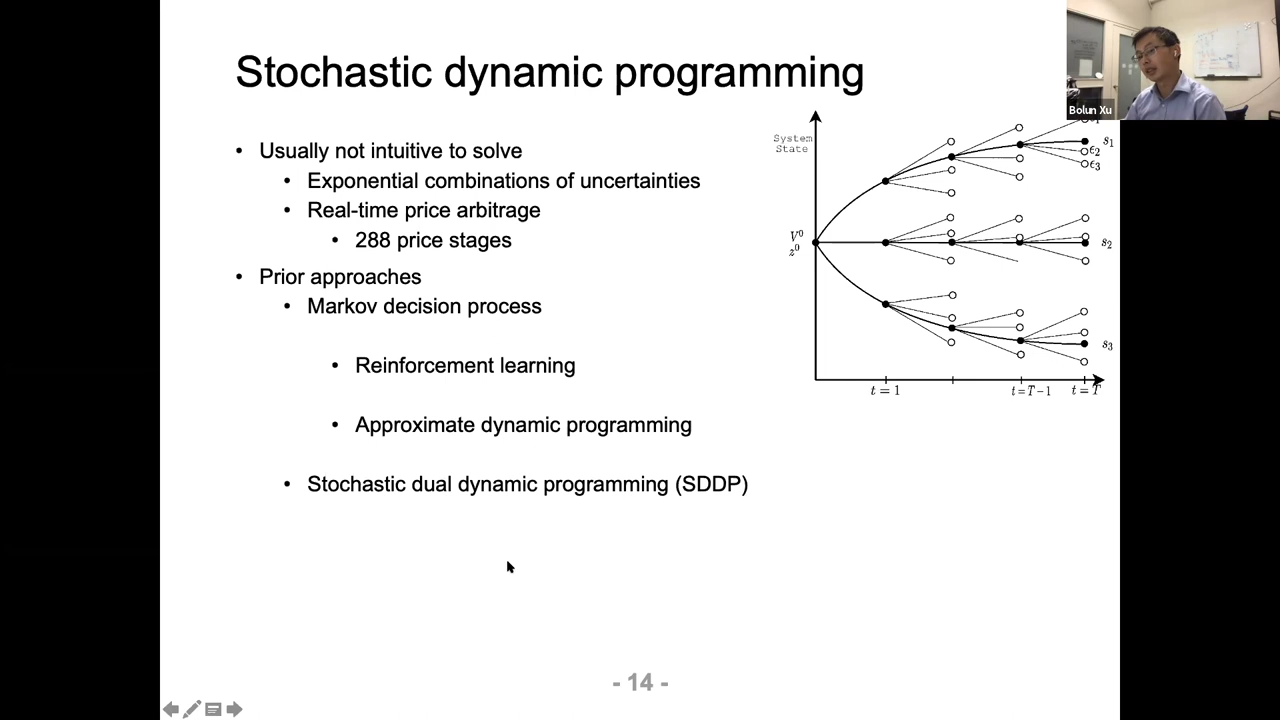 Stochastic dynamic programming
Bolun Xu
• Usually not intuitive to solve
• Exponential combinations of uncertainties
• Real-time price arbitrage
• 288 price stages
• Prior approaches
• Markov decision process
• Reinforcement learning
• Approximate dynamic programming
• Stochastic dual dynamic programming (SDDP)
System
State
V⁰
z⁰
s₁
ϵ₂
ϵ₃
s₂
s₃
t = 1
t = T − 1
t = T
- 14 -